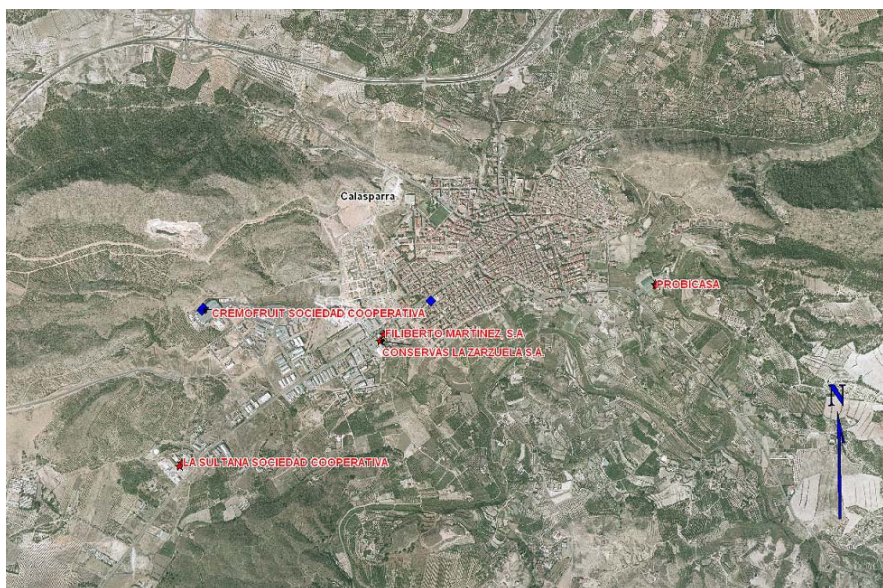 Calasparra
PROBICASA
CREMOFRUIT SOCIEDAD COOPERATIVA
FILIBERTO MARTINEZ, S.A
CONSERVAS LA ZARZUELA S.A.
N
LA SULTANA SOCIEDAD COOPERATIVA